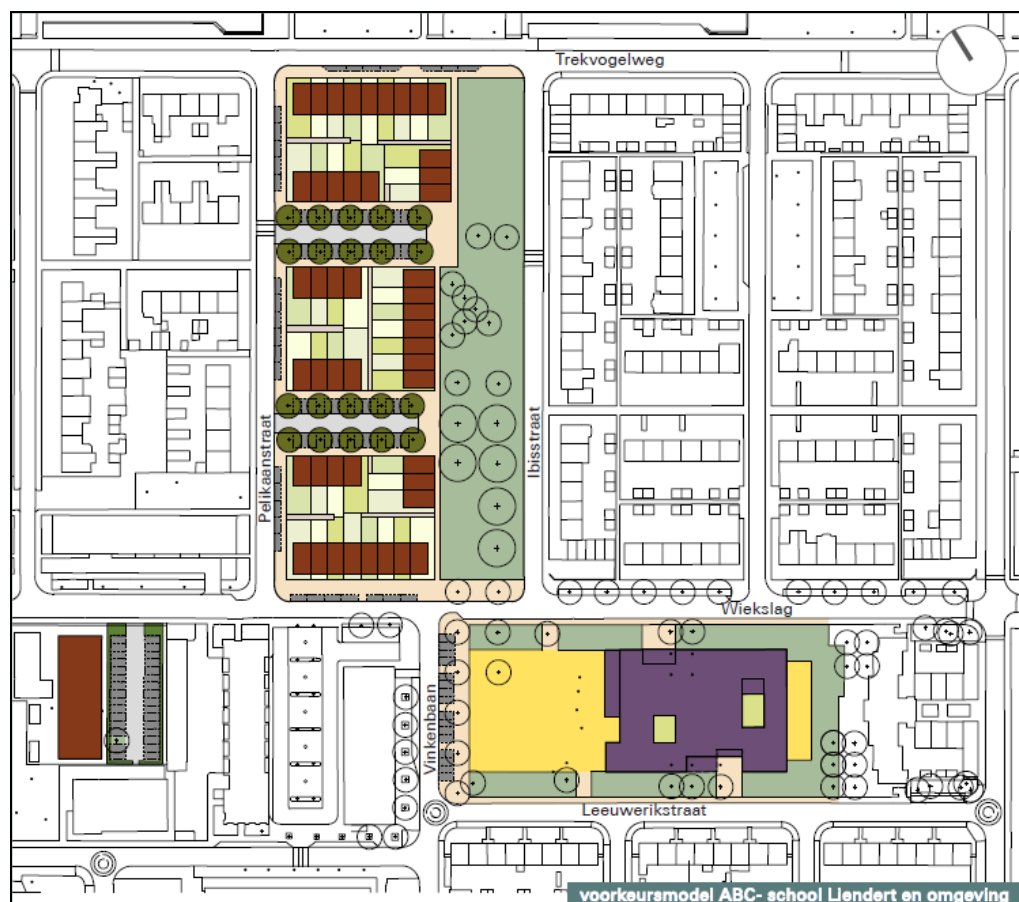 Trekvogelweg
Pelikaanstraat
Ibisstraat
Wiekslag
Vinkenbaan
Leeuwerikstraat
voorkeursmodel ABC- school Liendert en omgeving